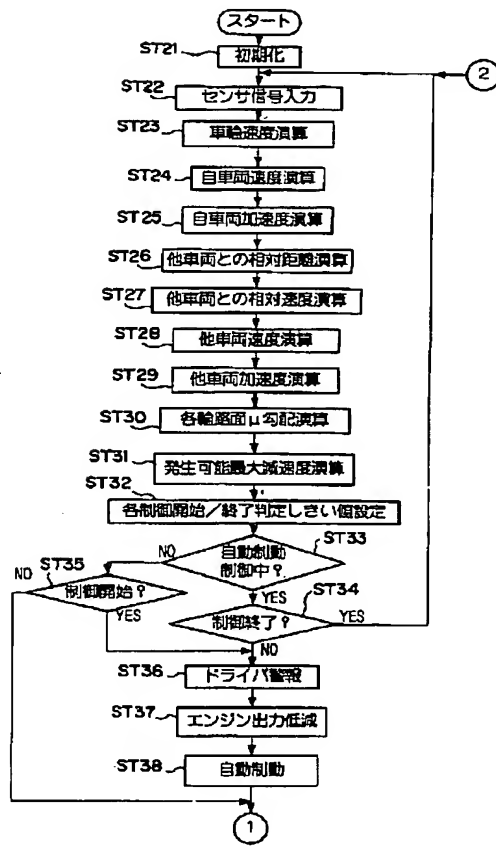 スタート
ST21
初期化
2
ST22
センサ信号入力
ST23
車輪速度演算
ST24
自車両速度演算
ST25
自車両加速度演算
ST26
他車両との相対距離演算
ST27
他車両との相対速度演算
ST28
他車両速度演算
ST29
他車両加速度演算
ST30
各輪路面μ勾配演算
ST31
発生可能最大減速度演算
ST32
各制御開始/終了判定しきい値設定
ST33
NO
自動制動
制御中?
ST35
ST34
NO
制御開始?
YES
YES
制御終了?
YES
NO
ST36
ドライバ警報
ST37
エンジン出力低減
ST38
自動制動
1